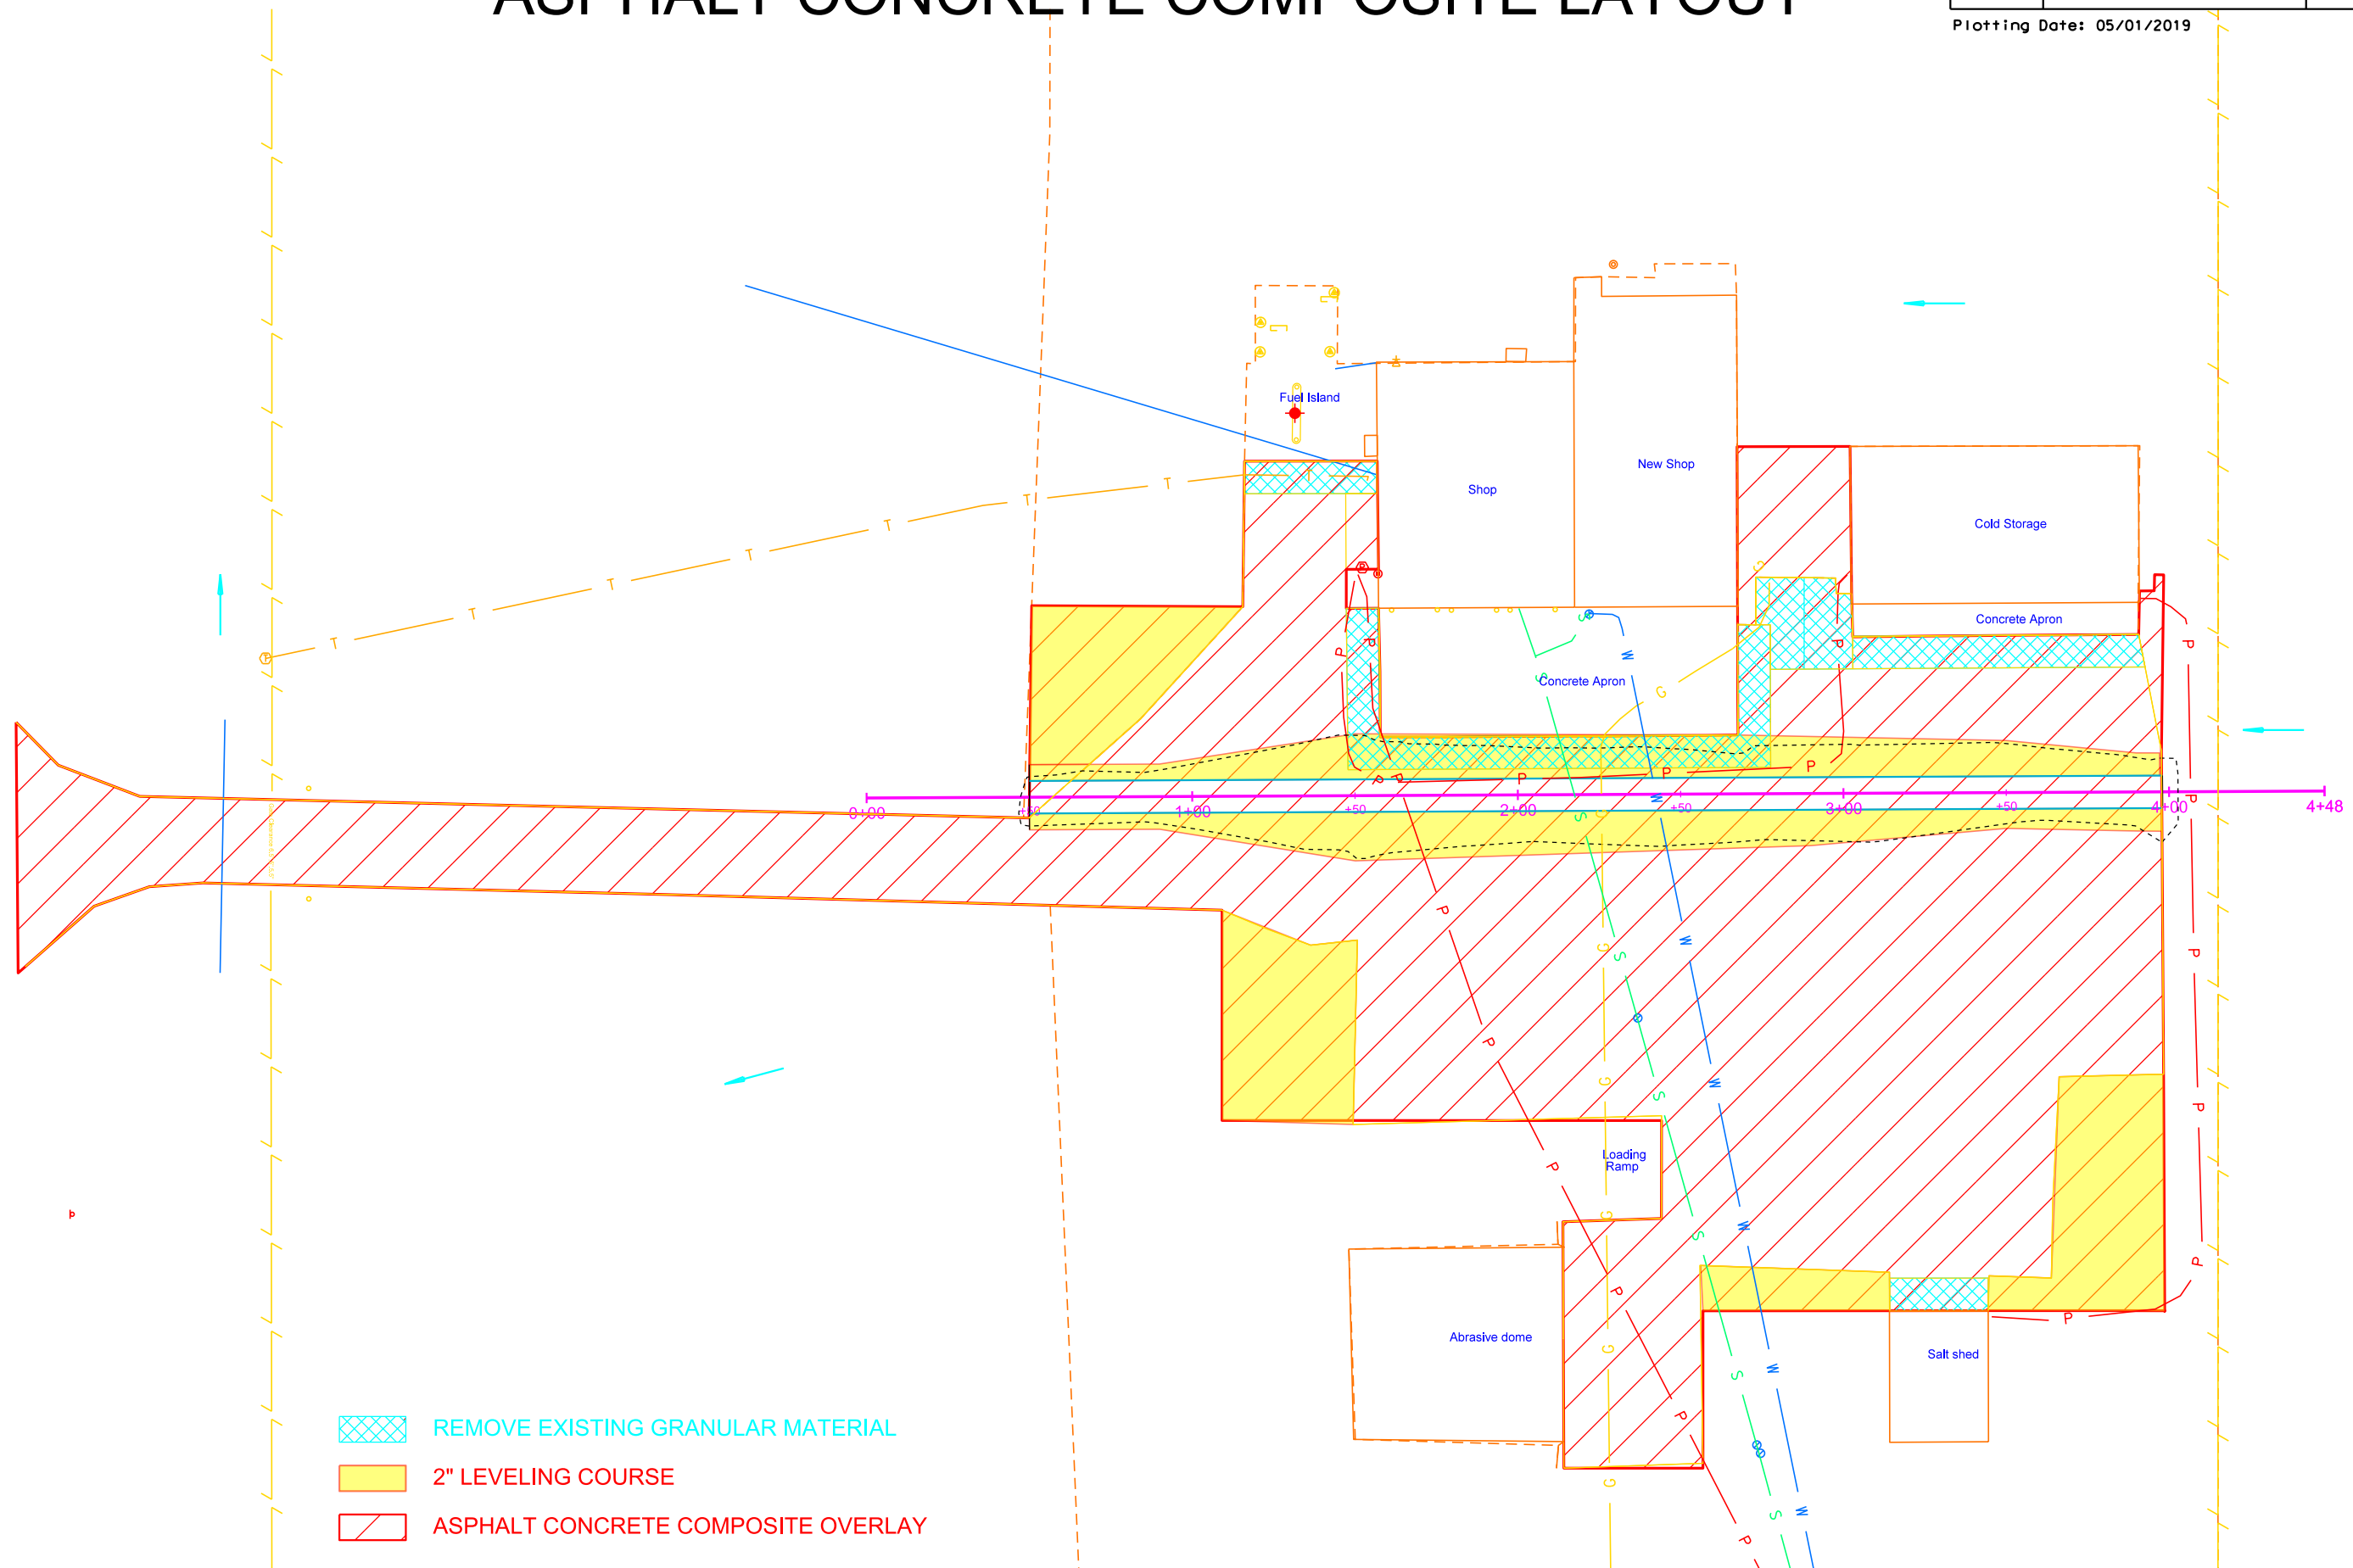 ASPHALT CONCRETE COMPOSITE LAYOUT
Plotting Date: 05/01/2019
Fuel Island
Shop
New Shop
Cold Storage
Concrete Apron
Concrete Apron
0+00
+50
1+00
+50
2+00
+50
3+00
+50
4+00
4+48
Loading
Ramp
Abrasive dome
Salt shed
REMOVE EXISTING GRANULAR MATERIAL
2" LEVELING COURSE
ASPHALT CONCRETE COMPOSITE OVERLAY